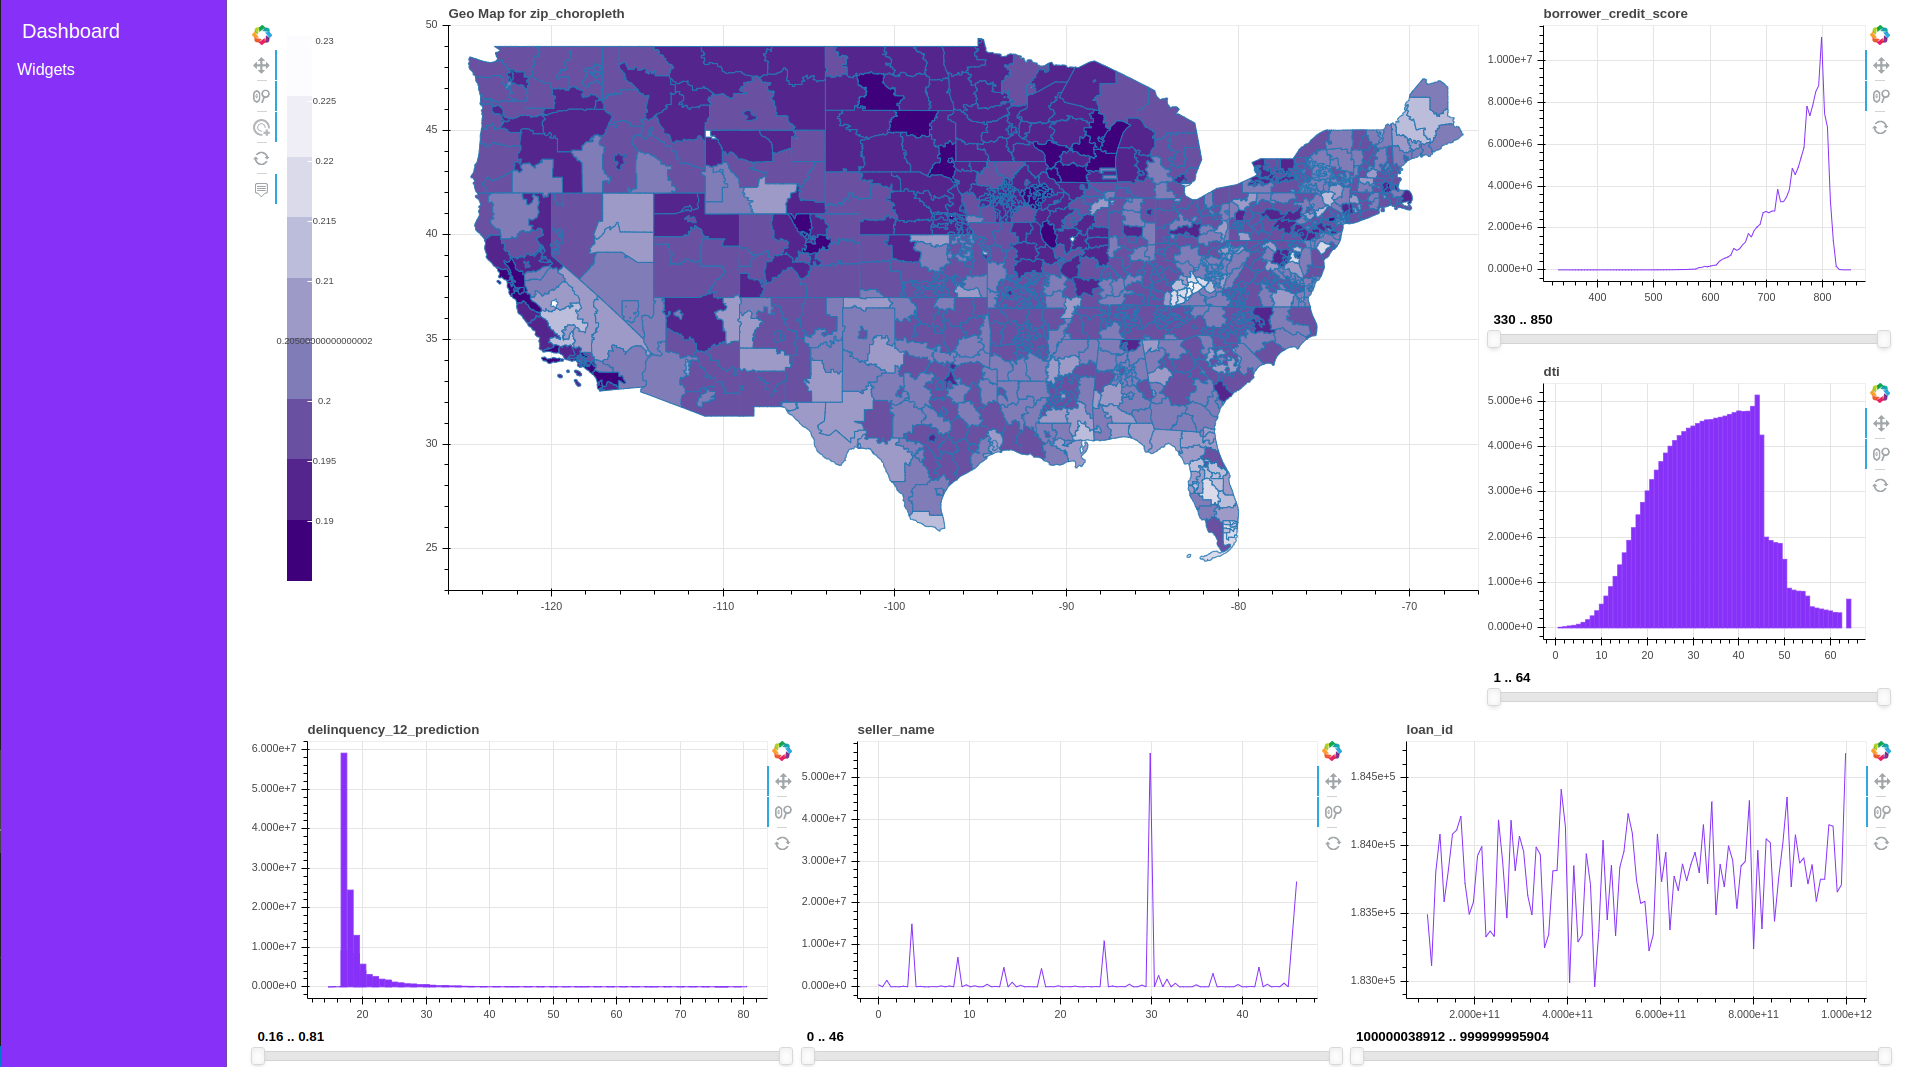 Dashboard
Widgets
Geo Map for zip_choropleth
0.23
0.225
0.22
0.215
0.21
0.20500000000000002
0.2
0.195
0.19
50
45
40
35
30
25
-120
-110
-100
-90
-80
-70
borrower_credit_score
1.000e+7
8.000e+6
6.000e+6
4.000e+6
2.000e+6
0.000e+0
400
500
600
700
800
330 .. 850
dti
5.000e+6
4.000e+6
3.000e+6
2.000e+6
1.000e+6
0.000e+0
0
10
20
30
40
50
60
1 .. 64
delinquency_12_prediction
6.000e+7
5.000e+7
4.000e+7
3.000e+7
2.000e+7
1.000e+7
0.000e+0
20
30
40
50
60
70
80
0.16 .. 0.81
seller_name
5.000e+7
4.000e+7
3.000e+7
2.000e+7
1.000e+7
0.000e+0
0
10
20
30
40
0 .. 46
loan_id
1.845e+5
1.840e+5
1.835e+5
1.830e+5
2.000e+11
4.000e+11
6.000e+11
8.000e+11
1.000e+12
100000038912 .. 999999995904